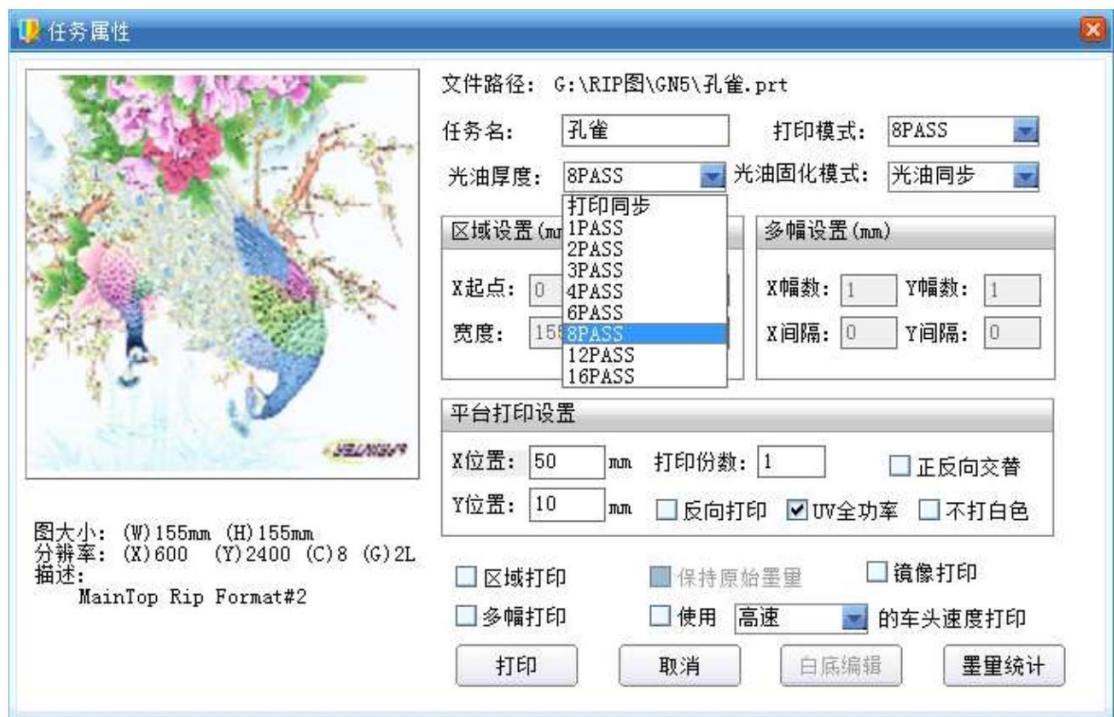 任务属性
文件路径: G:\RIP图\GN5\孔雀.prt
任务名: 孔雀 打印模式: 8PASS
光油厚度: 8PASS 光油固化模式: 光油同步
打印同步
1PASS
2PASS
3PASS
4PASS
6PASS
8PASS
12PASS
16PASS
区域设置(mm
X起点: 0
宽度: 155
多幅设置(mm)
X幅数: 1 Y幅数: 1
X间隔: 0 Y间隔: 0
平台打印设置
X位置: 50 mm 打印份数: 1 正反向交替
Y位置: 10 mm 反向打印 UV全功率 不打白色
图大小: (W)155mm (H)155mm
分辨率: (X)600 (Y)2400 (C)8 (G)2L
描述:
MainTop Rip Format#2
区域打印 保持原始墨量 镜像打印
多幅打印 使用 高速 的车头速度打印
打印 取消 白底编辑 墨量统计